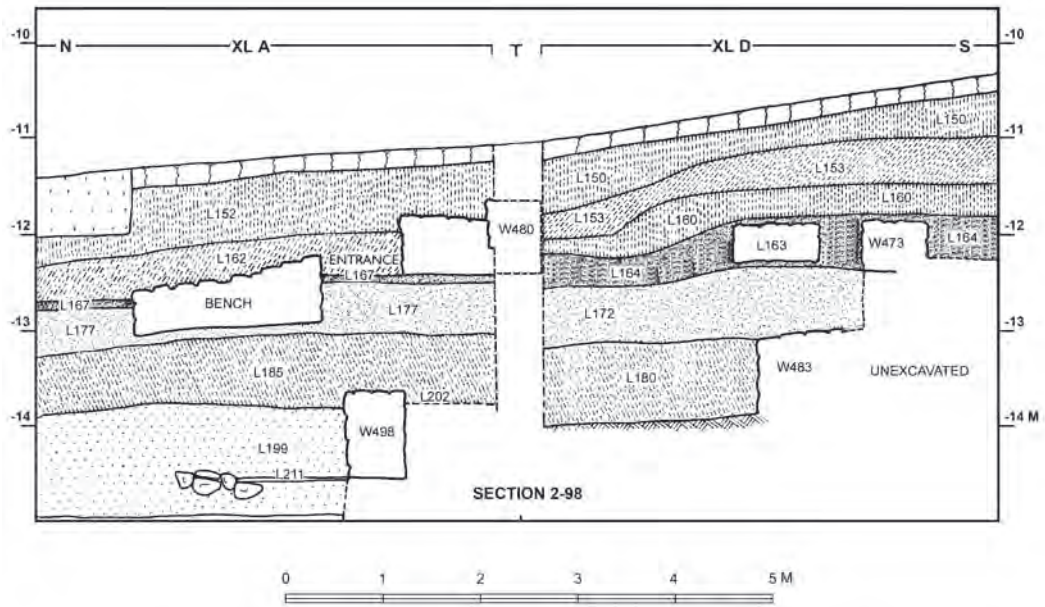 -10 N XL A T XL D S -10
-11 L150 -11
L150 L153
L152 L153 L160 L160
-12 W480 L163 W473 L164 -12
L162 ENTRANCE L167 L164
L167 BENCH
L177 L177 L172
-13 -13
L185 L180 W483 UNEXCAVATED
L202
-14 W498 -14 M
L199
L211
SECTION 2-98
0 1 2 3 4 5 M